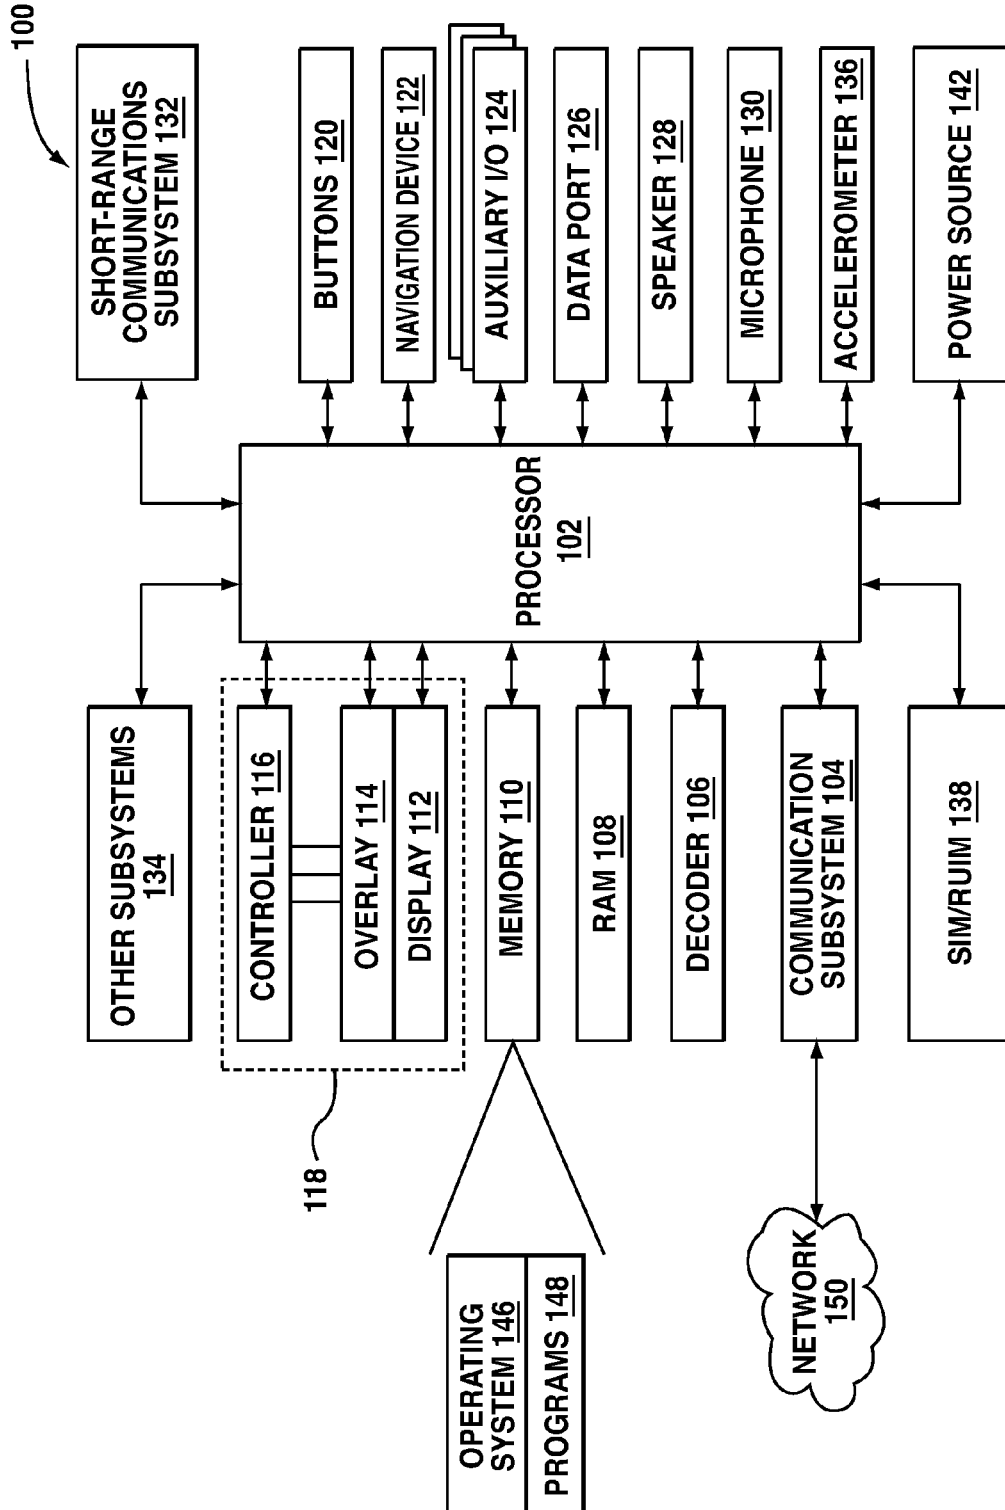 100
SHORT-RANGE
COMMUNICATIONS
SUBSYSTEM 132
BUTTONS 120
NAVIGATION DEVICE 122
AUXILIARY I/O 124
DATA PORT 126
SPEAKER 128
MICROPHONE 130
ACCELEROMETER 136
POWER SOURCE 142
PROCESSOR
102
OTHER SUBSYSTEMS
134
CONTROLLER 116
OVERLAY 114
DISPLAY 112
MEMORY 110
RAM 108
DECODER 106
COMMUNICATION
SUBSYSTEM 104
SIM/RUIM 138
118
OPERATING
SYSTEM 146
PROGRAMS 148
NETWORK
150